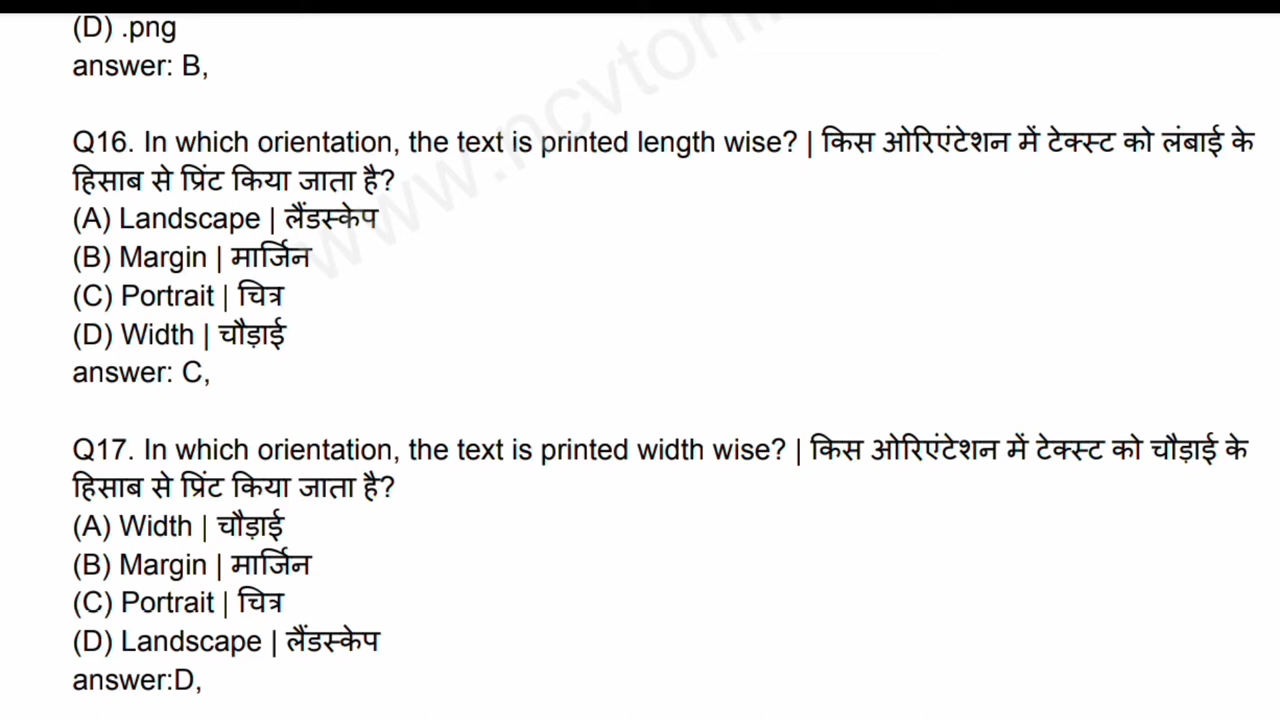 (D) .png
answer: B,
Q16. In which orientation, the text is printed length wise? | किस ओरिएंटेशन में टेक्स्ट को लंबाई के
हिसाब से प्रिंट किया जाता है?
(A) Landscape | लैंडस्केप
(B) Margin | मार्जिन
(C) Portrait | चित्र
(D) Width | चौड़ाई
answer: C,
Q17. In which orientation, the text is printed width wise? | किस ओरिएंटेशन में टेक्स्ट को चौड़ाई के
हिसाब से प्रिंट किया जाता है?
(A) Width | चौड़ाई
(B) Margin | मार्जिन
(C) Portrait | चित्र
(D) Landscape | लैंडस्केप
answer:D,